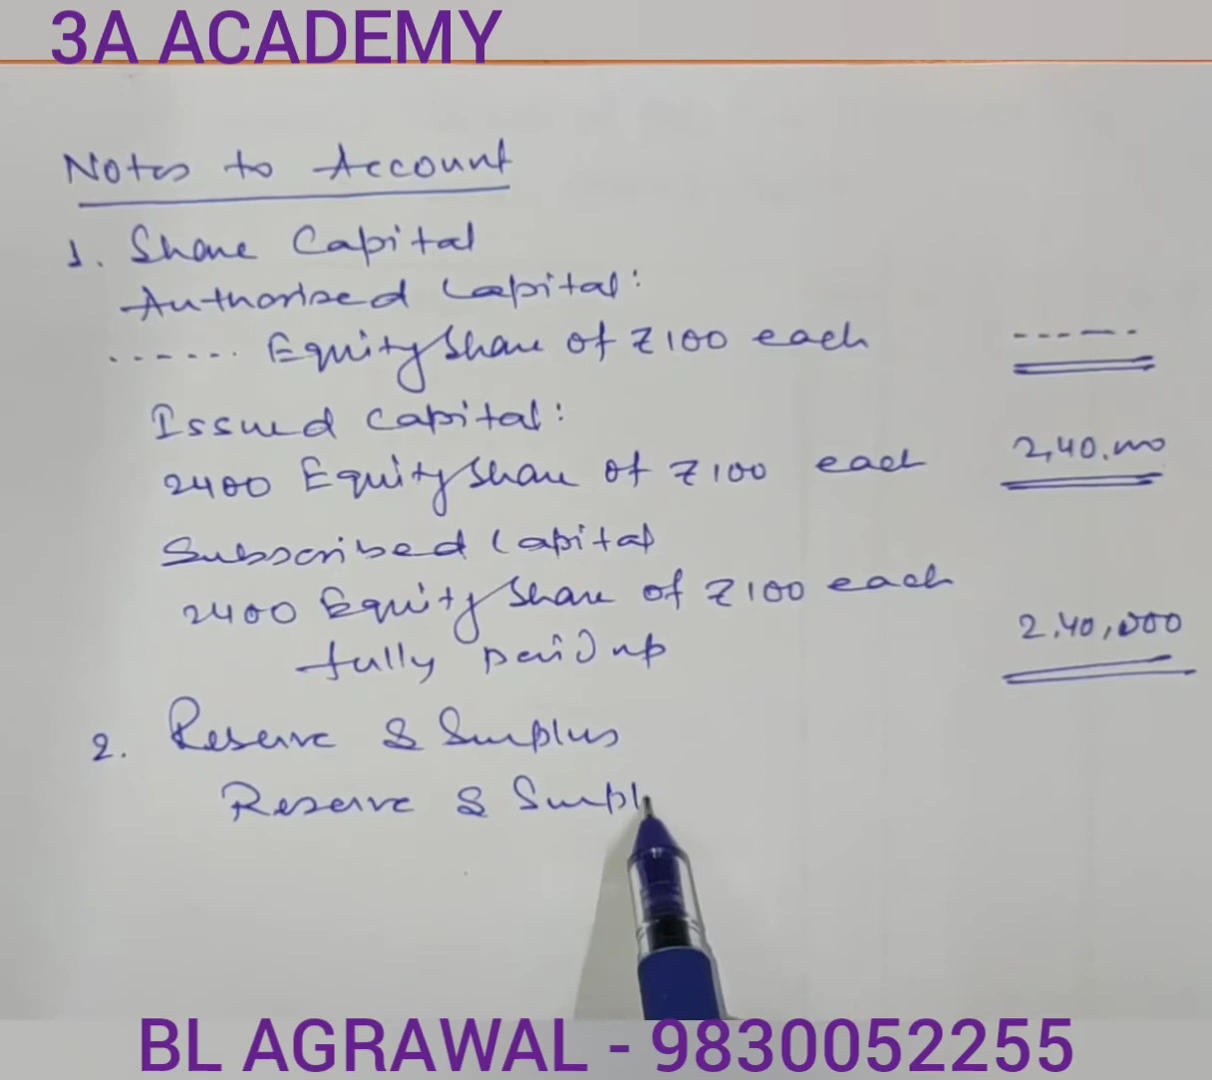 3A ACADEMY
Notes to Account
1. Share Capital
Authorised Capital:
------ Equity Share of ₹100 each -----
Issued Capital:
2400 Equity Share of ₹100 each 2,40,000
Subscribed Capital
2400 Equity Share of ₹100 each
fully paid up 2,40,000
2. Reserve & Surplus
Reserve & Surpl
BL AGRAWAL - 9830052255